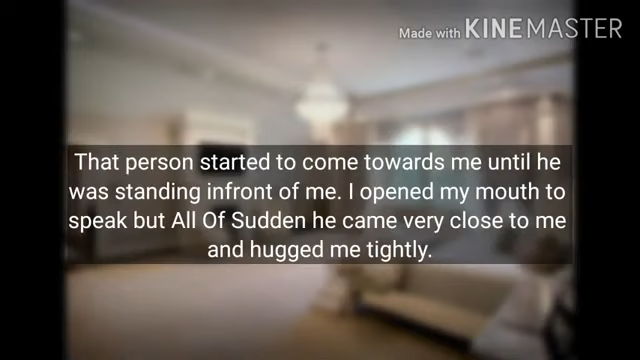 Made with KINEMASTER
That person started to come towards me until he
was standing infront of me. I opened my mouth to
speak but All Of Sudden he came very close to me
and hugged me tightly.